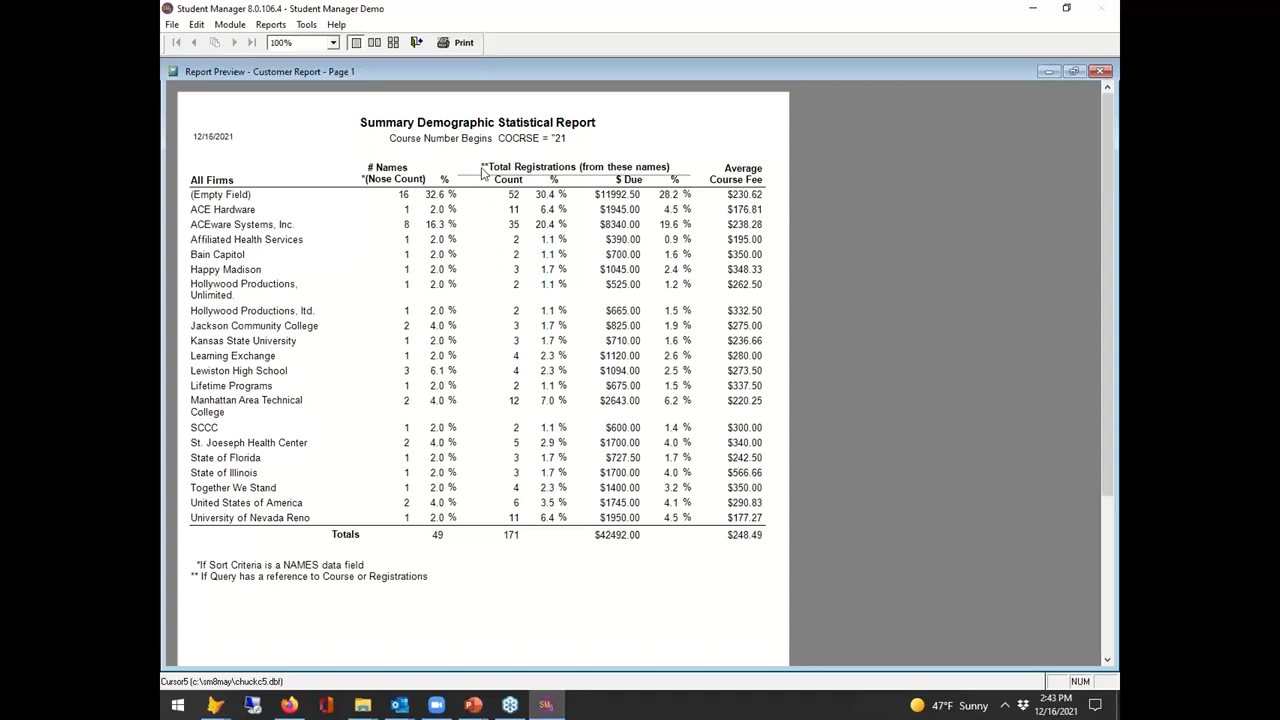 Student Manager 8.0.106.4 - Student Manager Demo
File Edit Module Reports Tools Help
100% Print
Report Preview - Customer Report - Page 1
Summary Demographic Statistical Report
12/16/2021 Course Number Begins COCRSE = "21
# Names **Total Registrations (from these names) Average
All Firms *(Nose Count) % Count % $ Due % Course Fee
(Empty Field) 16 32.6 % 52 30.4 % $11992.50 28.2 % $230.62
ACE Hardware 1 2.0 % 11 6.4 % $1945.00 4.5 % $176.81
ACEware Systems, Inc. 8 16.3 % 35 20.4 % $8340.00 19.6 % $238.28
Affiliated Health Services 1 2.0 % 2 1.1 % $390.00 0.9 % $195.00
Bain Capitol 1 2.0 % 2 1.1 % $700.00 1.6 % $350.00
Happy Madison 1 2.0 % 3 1.7 % $1045.00 2.4 % $348.33
Hollywood Productions, 1 2.0 % 2 1.1 % $525.00 1.2 % $262.50
Unlimited.
Hollywood Productions, ltd. 1 2.0 % 2 1.1 % $665.00 1.5 % $332.50
Jackson Community College 2 4.0 % 3 1.7 % $825.00 1.9 % $275.00
Kansas State University 1 2.0 % 3 1.7 % $710.00 1.6 % $236.66
Learning Exchange 1 2.0 % 4 2.3 % $1120.00 2.6 % $280.00
Lewiston High School 3 6.1 % 4 2.3 % $1094.00 2.5 % $273.50
Lifetime Programs 1 2.0 % 2 1.1 % $675.00 1.5 % $337.50
Manhattan Area Technical 2 4.0 % 12 7.0 % $2643.00 6.2 % $220.25
College
SCCC 1 2.0 % 2 1.1 % $600.00 1.4 % $300.00
St. Joeseph Health Center 2 4.0 % 5 2.9 % $1700.00 4.0 % $340.00
State of Florida 1 2.0 % 3 1.7 % $727.50 1.7 % $242.50
State of Illinois 1 2.0 % 3 1.7 % $1700.00 4.0 % $566.66
Together We Stand 1 2.0 % 4 2.3 % $1400.00 3.2 % $350.00
United States of America 2 4.0 % 6 3.5 % $1745.00 4.1 % $290.83
University of Nevada Reno 1 2.0 % 11 6.4 % $1950.00 4.5 % $177.27
Totals 49 171 $42492.00 $248.49
*If Sort Criteria is a NAMES data field
** If Query has a reference to Course or Registrations
Cursor5 (c:\sm8may\chuckc5.dbf) NUM
47°F Sunny 2:43 PM
12/16/2021